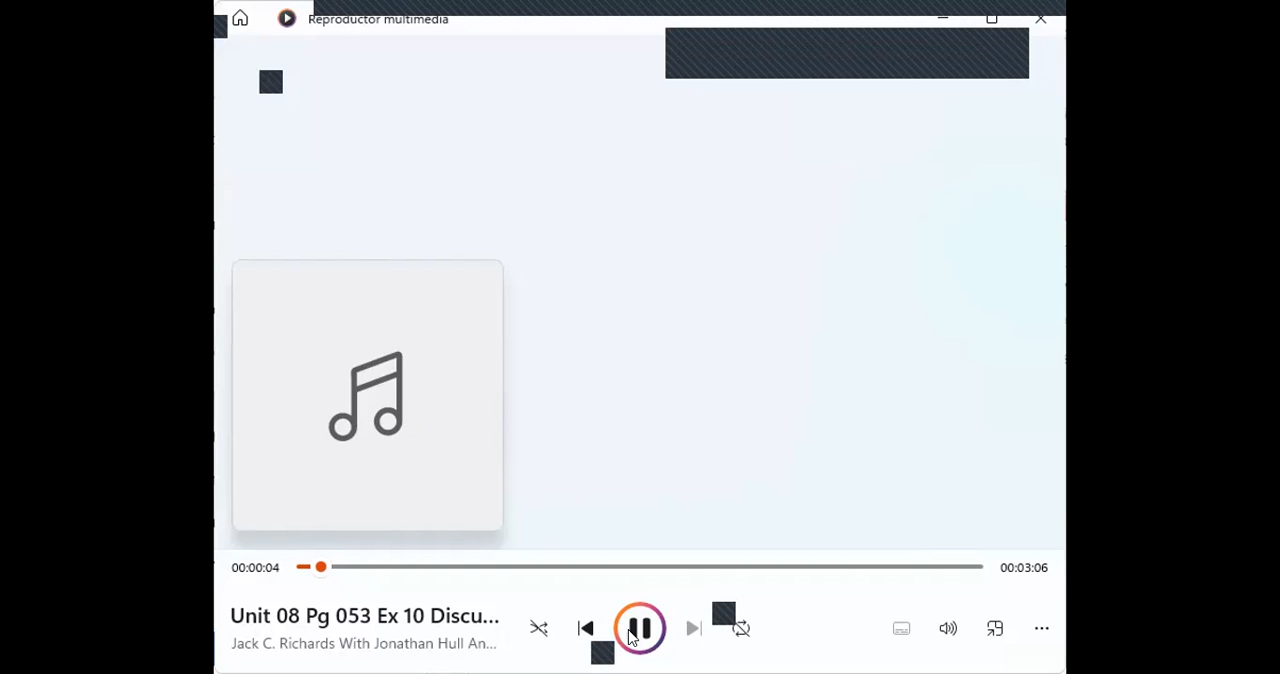 Reproductor multimedia
00:00:04
00:03:06
Unit 08 Pg 053 Ex 10 Discu...
Jack C. Richards With Jonathan Hull An...